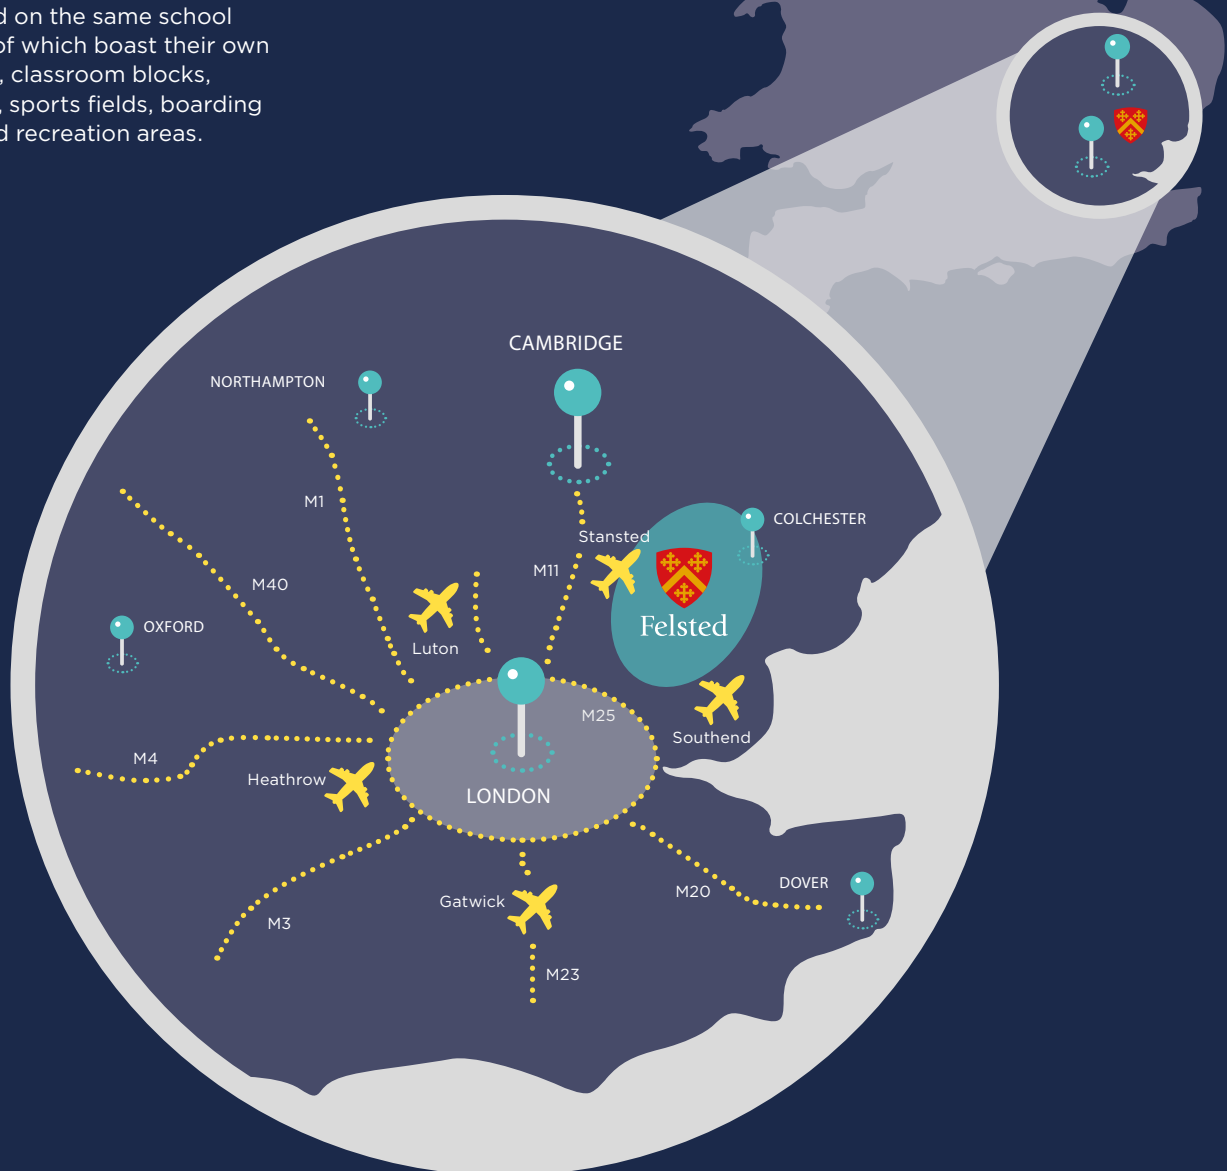 d on the same school
of which boast their own
, classroom blocks,
, sports fields, boarding
d recreation areas.
CAMBRIDGE
NORTHAMPTON
M1
COLCHESTER
Stansted
M11
M40
Felsted
OXFORD
Luton
M25
Southend
M4
Heathrow
LONDON
DOVER
M20
Gatwick
M3
M23